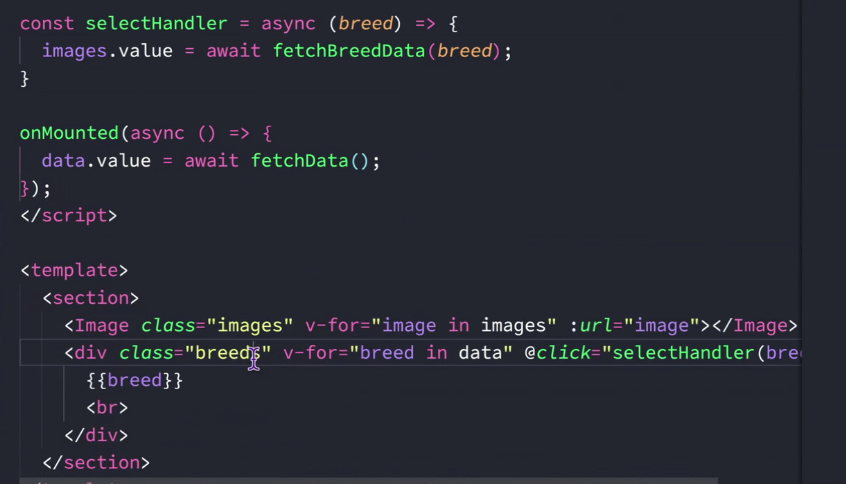 const selectHandler = async (breed) => {
  images.value = await fetchBreedData(breed);
}

onMounted(async () => {
  data.value = await fetchData();
});
</script>

<template>
  <section>
    <Image class="images" v-for="image in images" :url="image"></Image>
    <div class="breeds" v-for="breed in data" @click="selectHandler(
      {{breed}}
      <br>
    </div>
  </section>